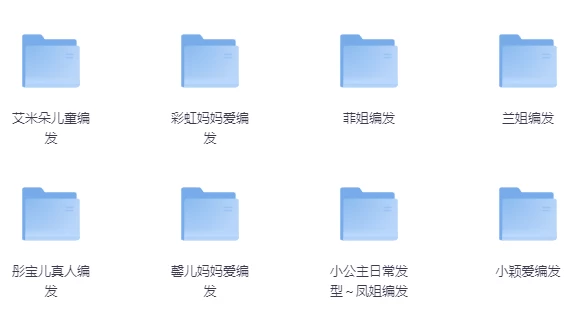 艾米朵儿童编
发
彩虹妈妈爱编
发
菲姐编发
兰姐编发
彤宝儿真人编
发
馨儿妈妈爱编
发
小公主日常发
型~凤姐编发
小颖爱编发